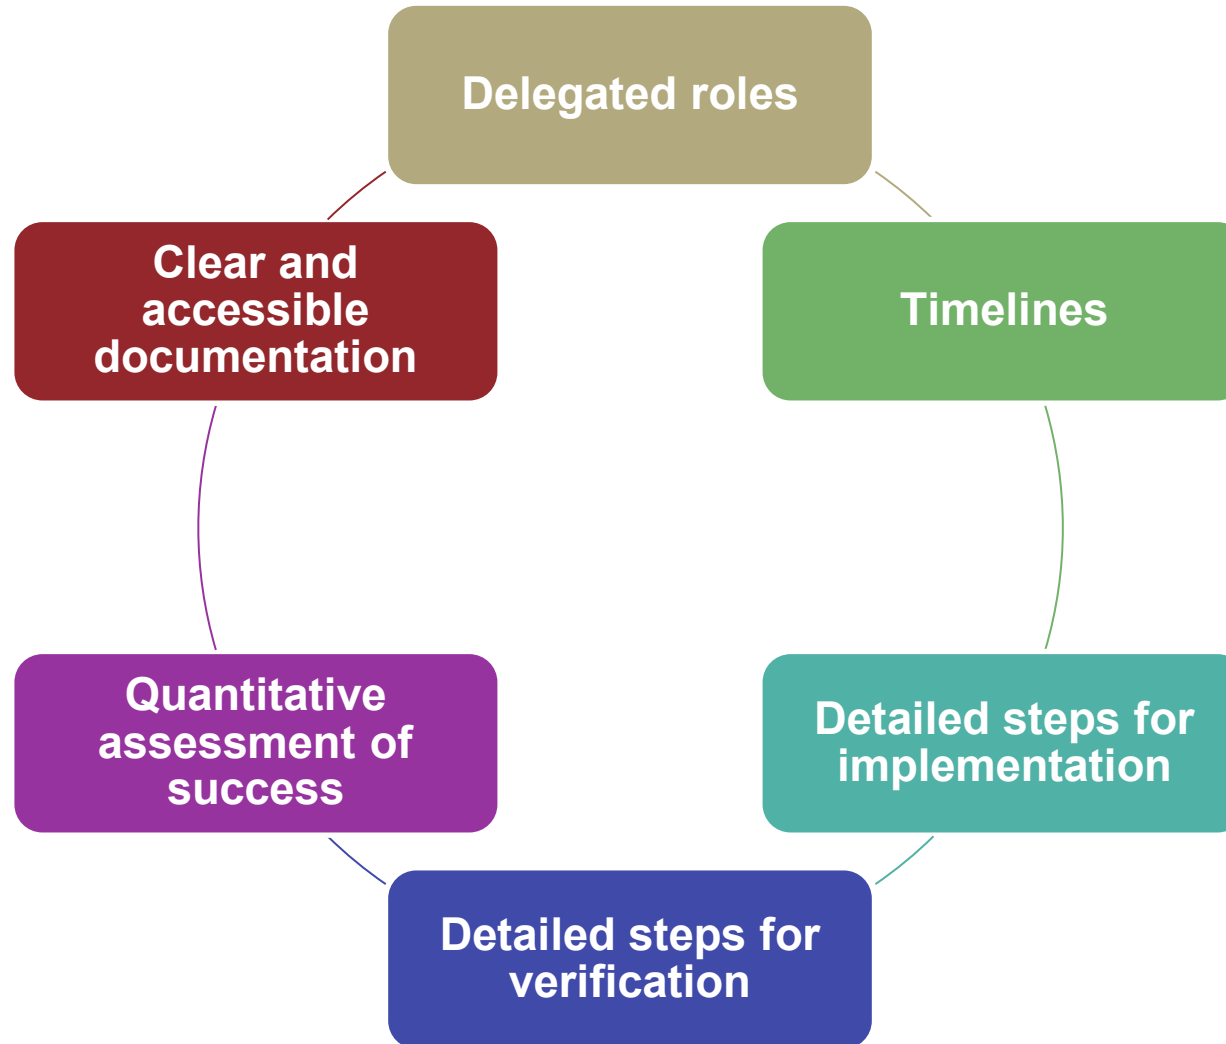 Delegated roles
Timelines
Detailed steps for
implementation
Detailed steps for
verification
Quantitative
assessment of
success
Clear and
accessible
documentation